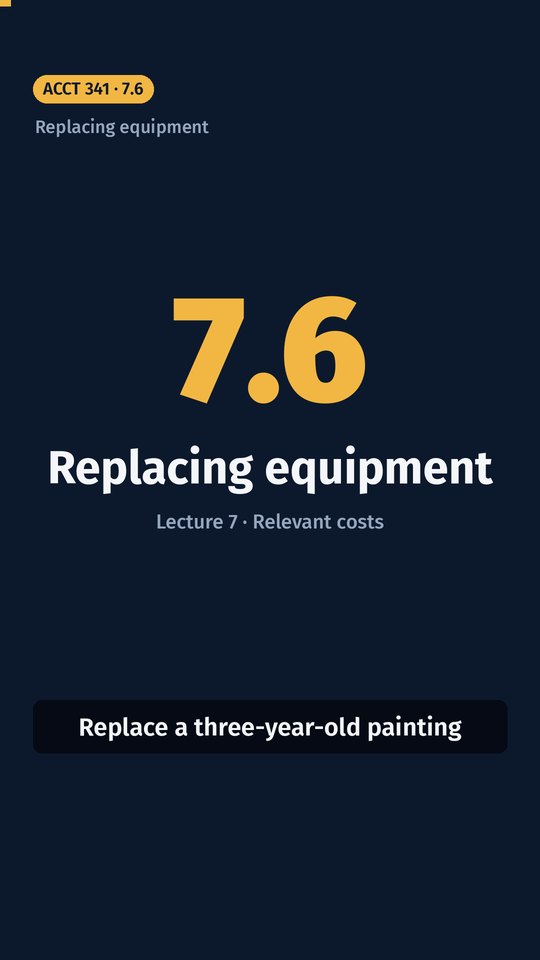 ACCT 341 · 7.6
Replacing equipment
7.6
Replacing equipment
Lecture 7 · Relevant costs
Replace a three-year-old painting